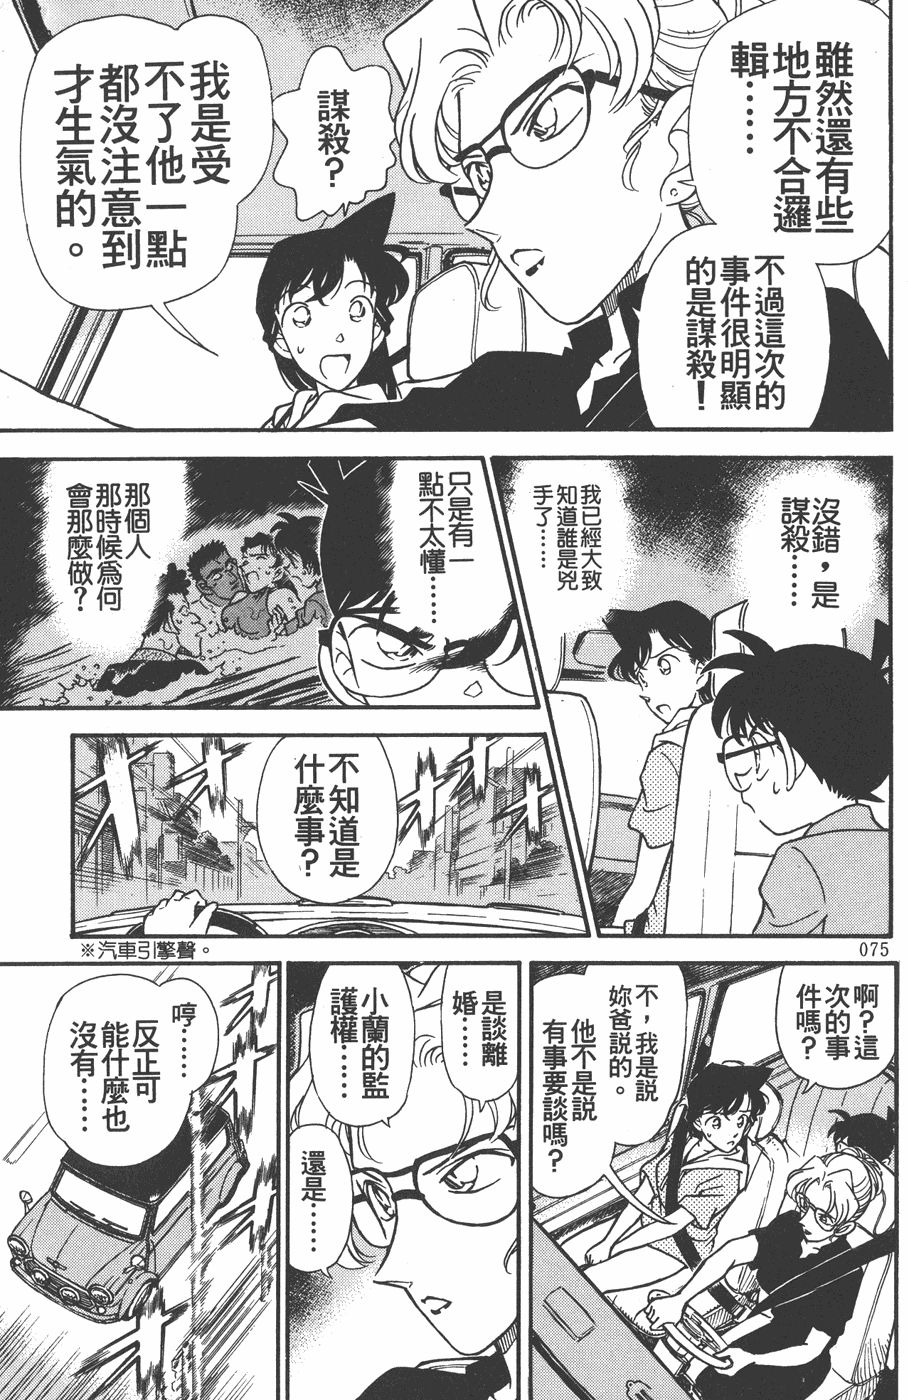 雖然還有些
地方不合邏
輯……
不過這次的
事件很明顯
的是謀殺！
謀殺？
我是受
不了他一點
都沒注意到
才生氣的。
沒錯，是
謀殺……
我已經大致
知道誰是兇
手了……
只是有一
點不太懂……
那個人
那時候為何
會那麼做？
不知道是
什麼事？
※汽車引擎聲。
075
啊？這
次的事
件嗎？
不，我是說
妳爸說的。
他不是說
有事要談嗎？
是談離
婚……
小蘭的監
護權……
還是……
哼……
反正可
能什麼也
沒有……